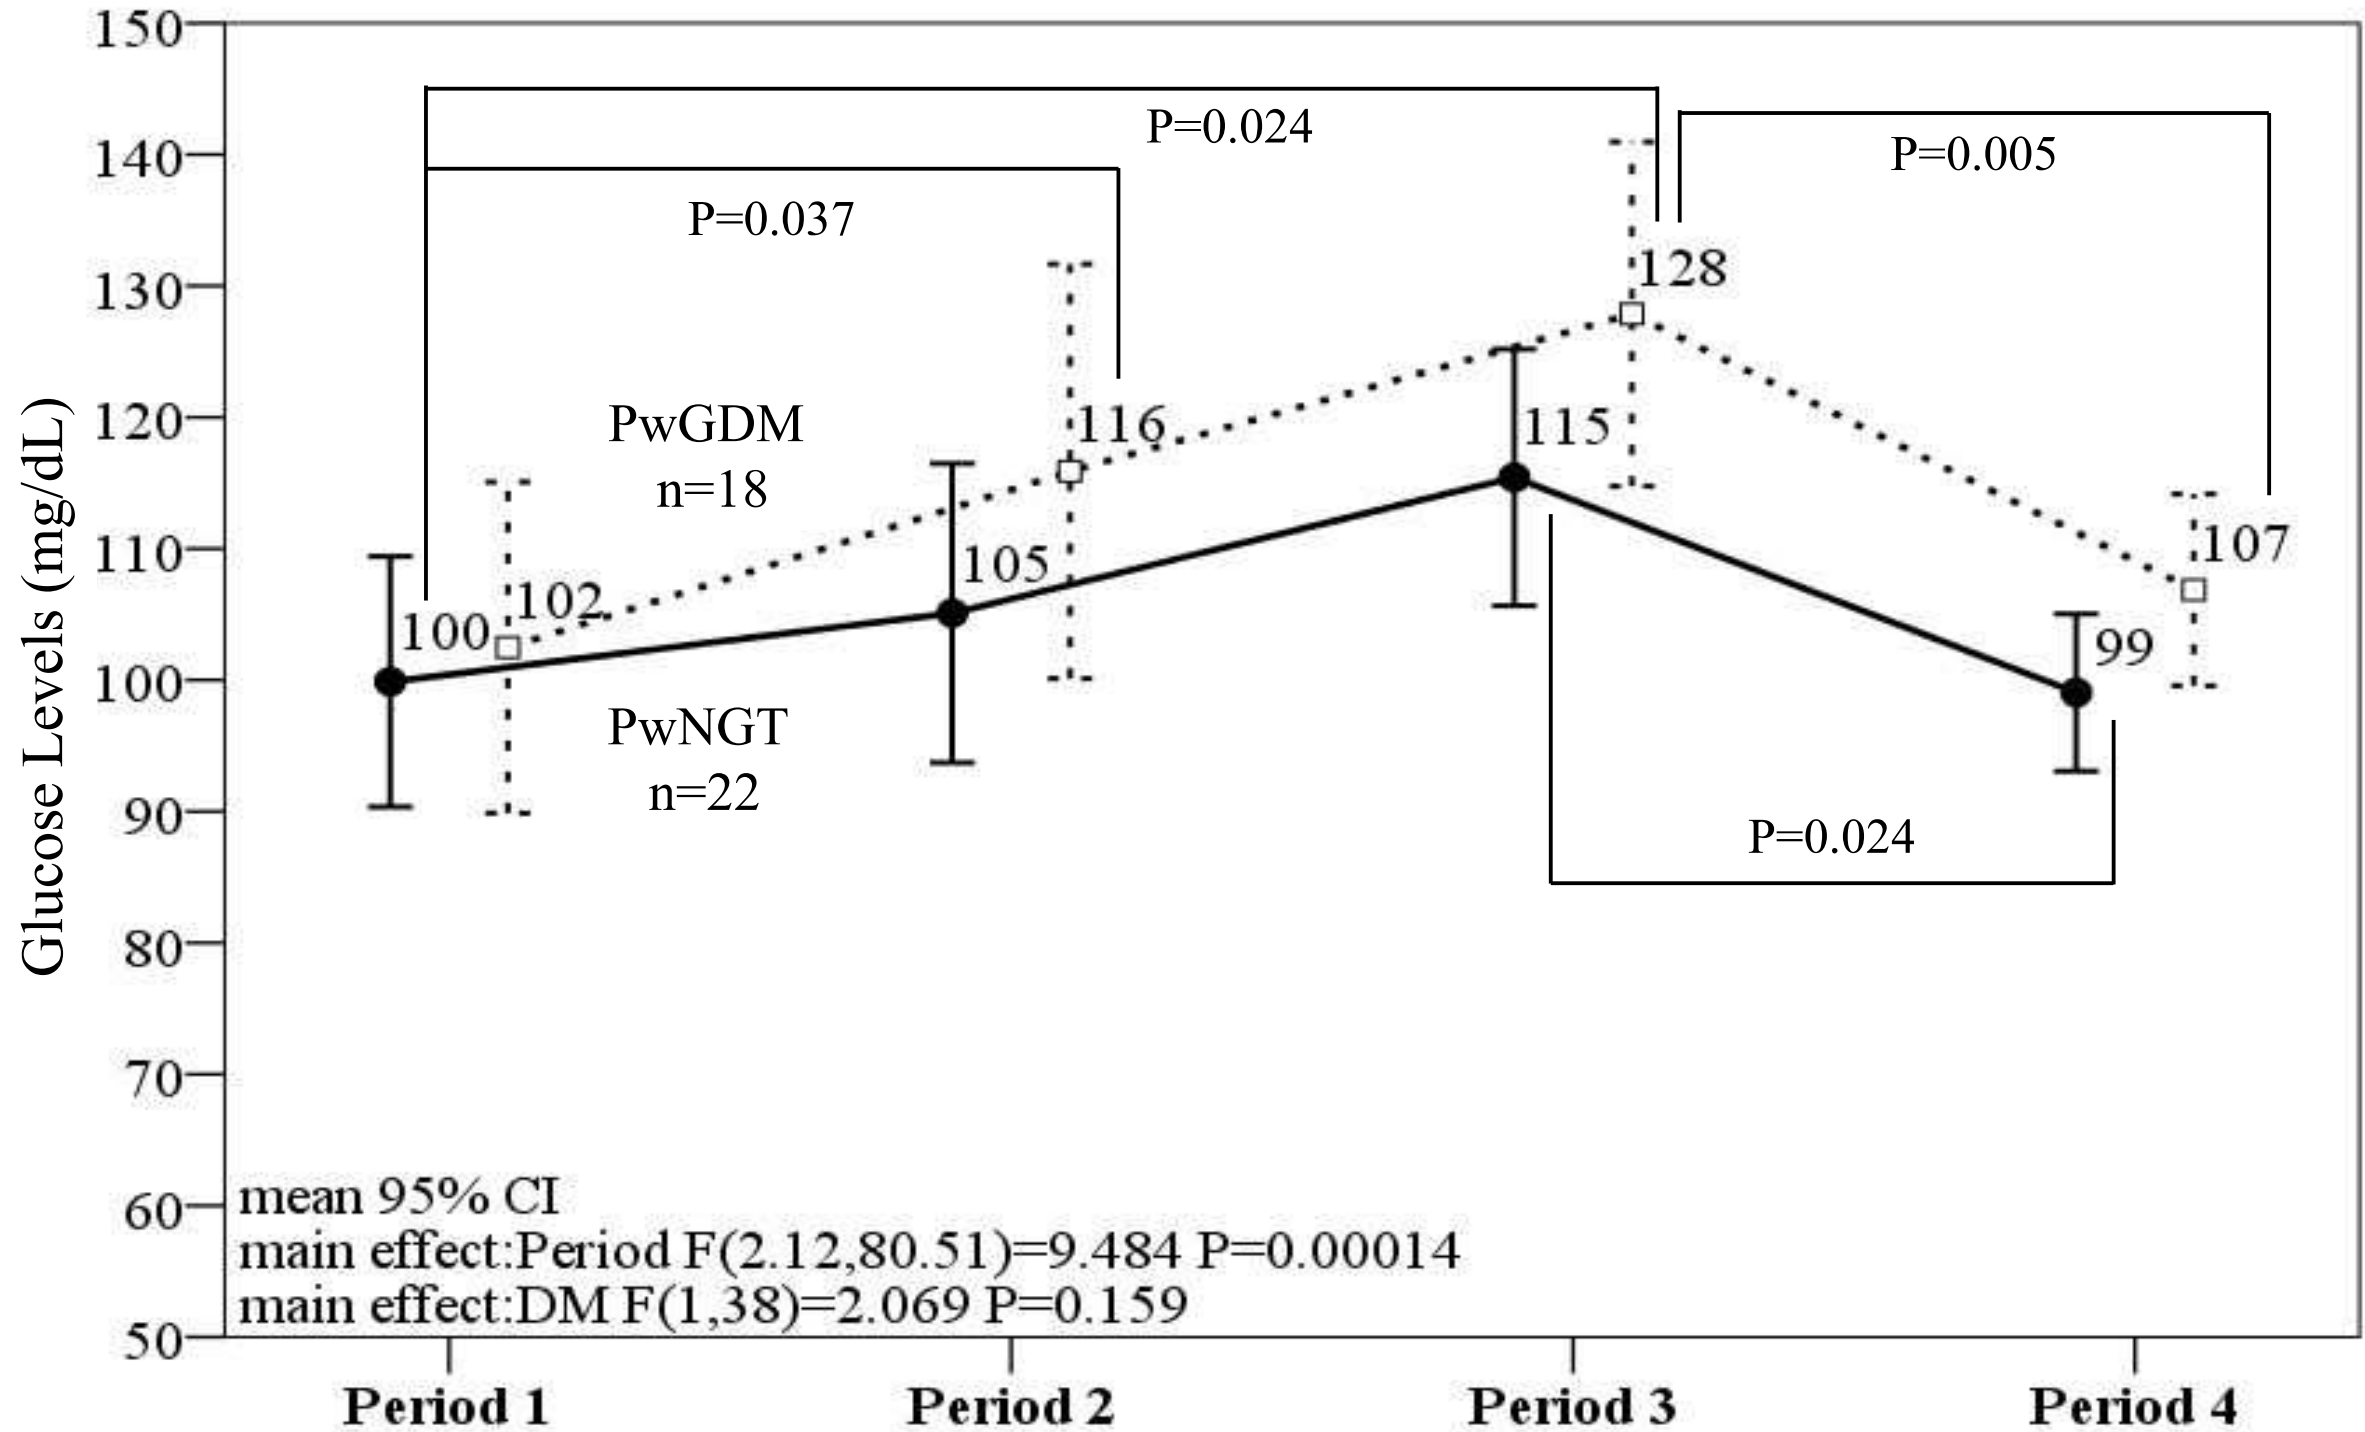 150
140
130
120
110
100
90
80
70
60
50
Glucose Levels (mg/dL)
P=0.024
P=0.005
P=0.037
128
PwGDM
n=18
116
115
107
105
102
100
99
PwNGT
n=22
P=0.024
mean 95% CI
main effect:Period F(2.12,80.51)=9.484 P=0.00014
main effect:DM F(1,38)=2.069 P=0.159
Period 1
Period 2
Period 3
Period 4